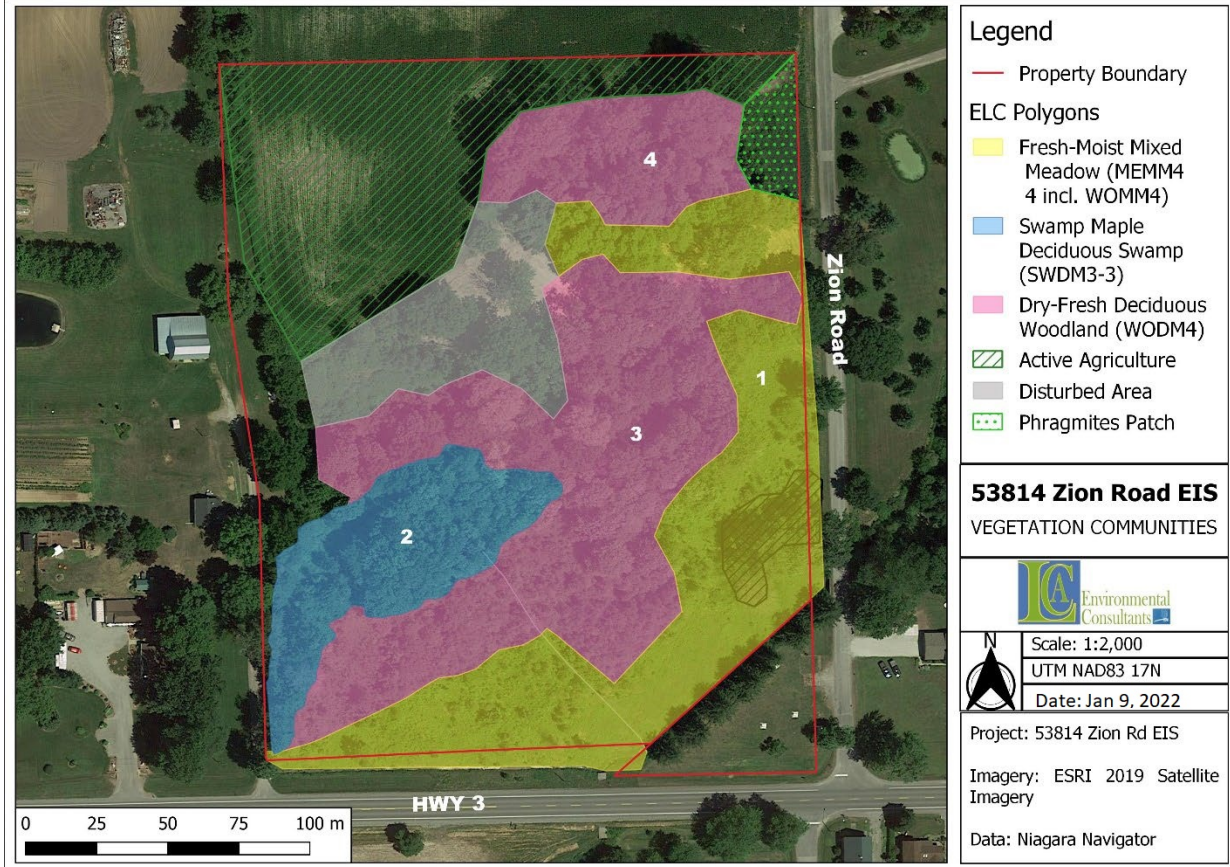 4
Zion Road
1
3
2
HWY 3
0 25 50 75 100 m
Legend
Property Boundary
ELC Polygons
Fresh-Moist Mixed
Meadow (MEMM4
4 incl. WOMM4)
Swamp Maple
Deciduous Swamp
(SWDM3-3)
Dry-Fresh Deciduous
Woodland (WODM4)
Active Agriculture
Disturbed Area
Phragmites Patch
53814 Zion Road EIS
VEGETATION COMMUNITIES
LCA
Environmental
Consultants
N
Scale: 1:2,000
UTM NAD83 17N
Date: Jan 9, 2022
Project: 53814 Zion Rd EIS
Imagery: ESRI 2019 Satellite
Imagery
Data: Niagara Navigator